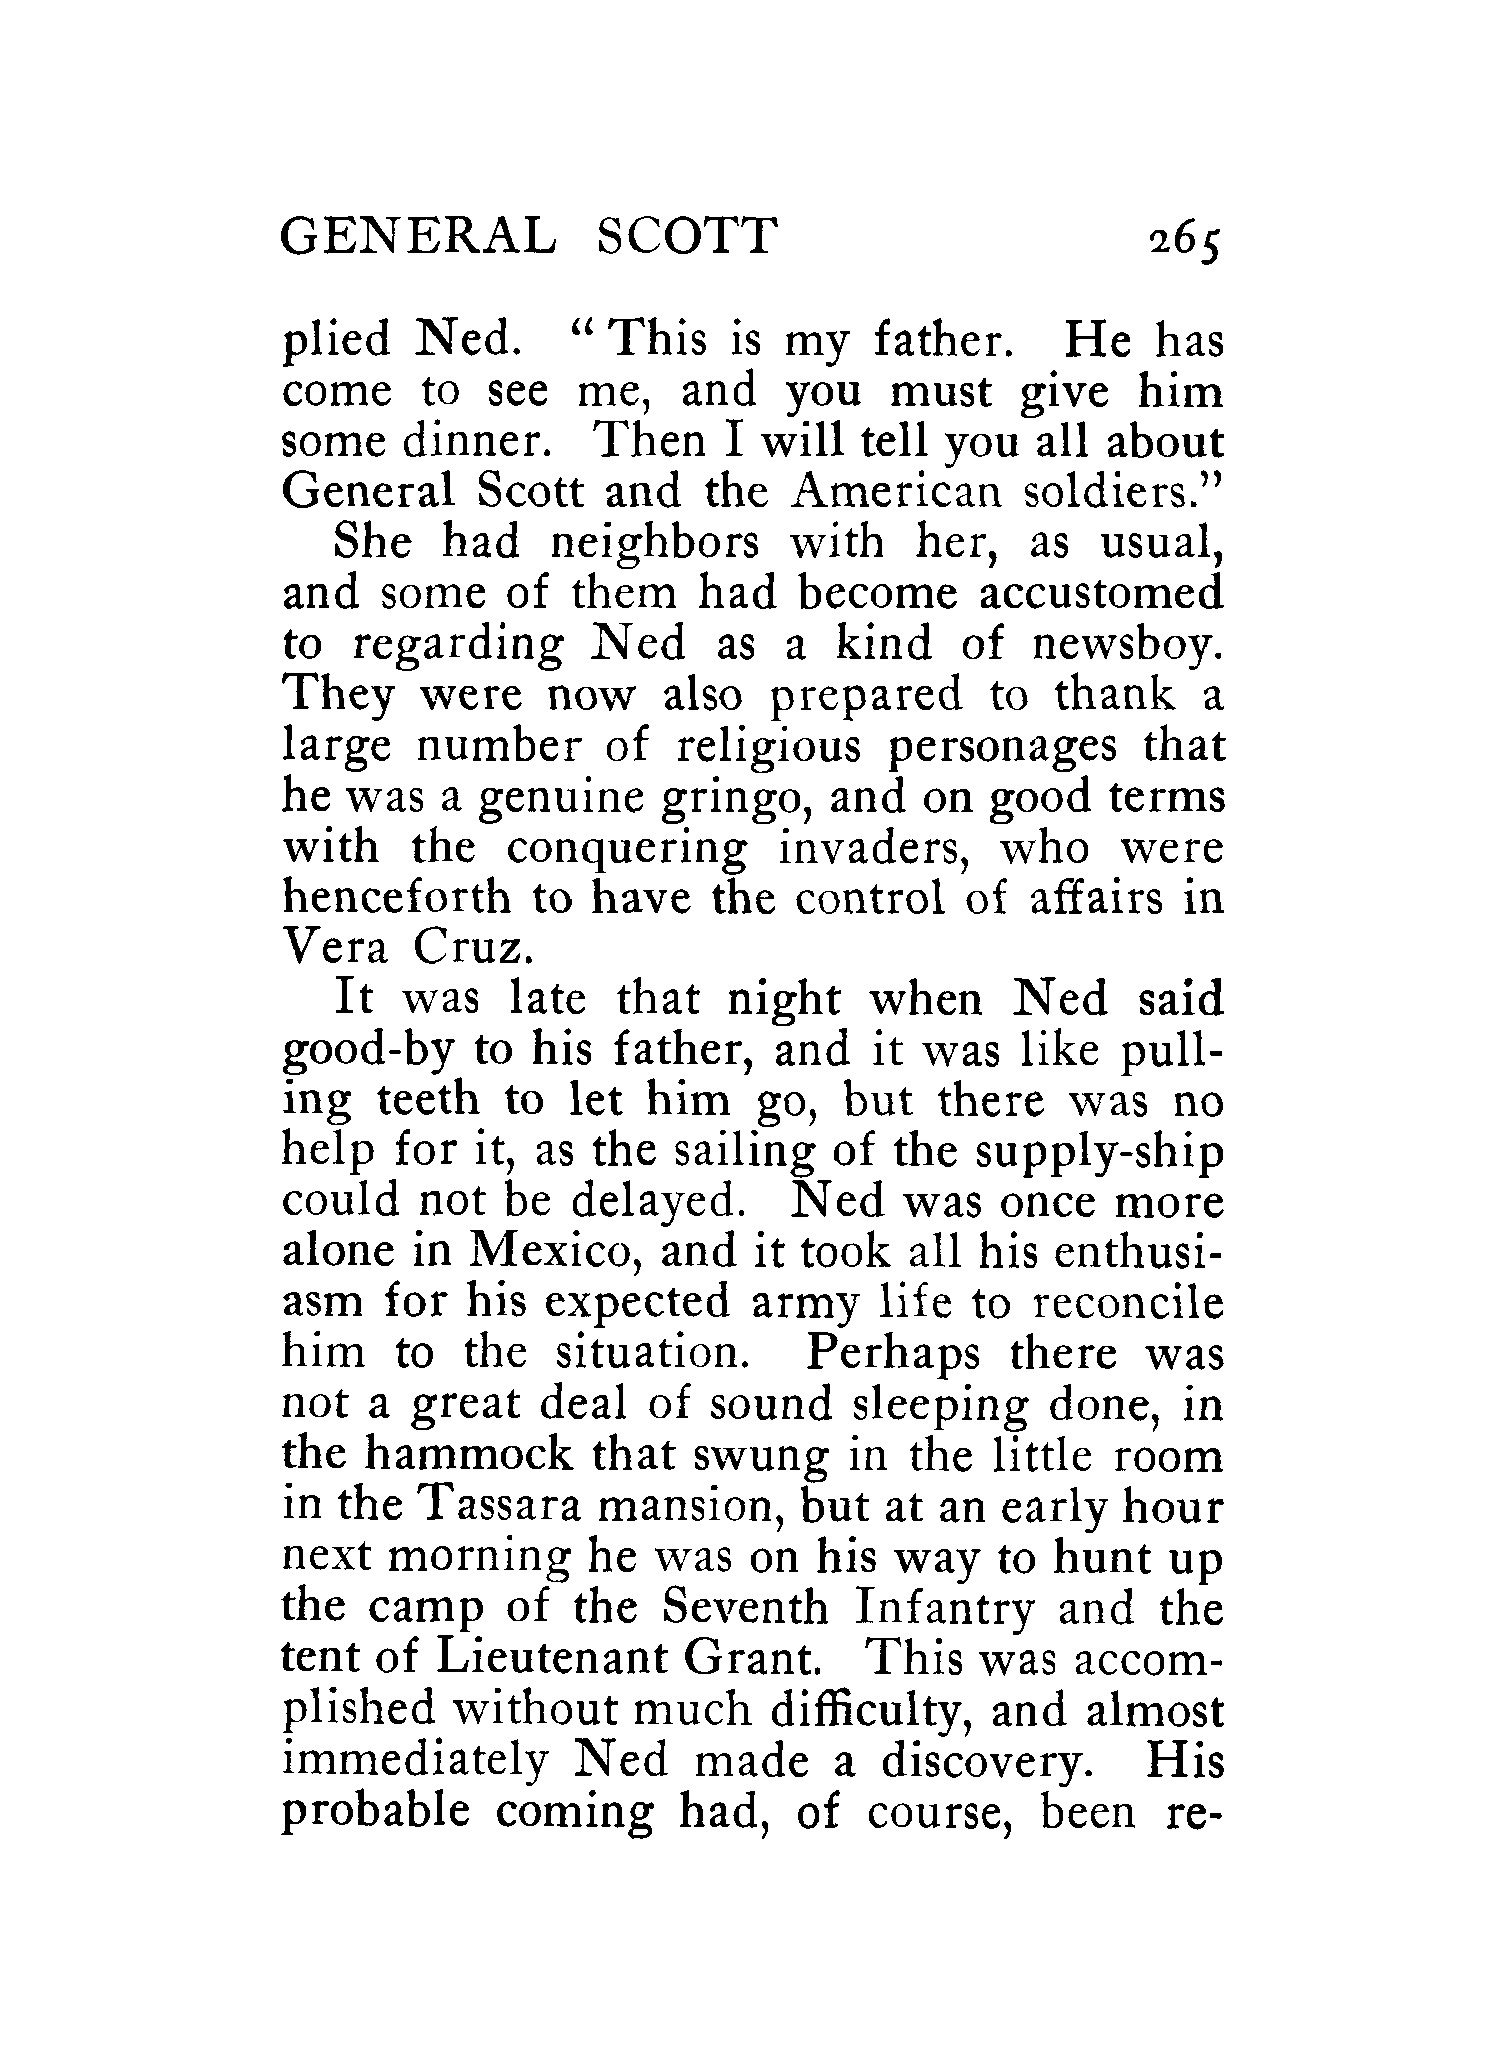 GENERAL SCOTT 265
plied Ned. “ This is my father. He has
come to see me, and you must give him
some dinner. Then I will tell you all about
General Scott and the American soldiers.”
She had neighbors with her, as usual,
and some of them had become accustomed
to regarding Ned as a kind of newsboy.
They were now also prepared to thank a
large number of religious personages that
he was a genuine gringo, and on good terms
with the conquering invaders, who were
henceforth to have the control of affairs in
Vera Cruz.
It was late that night when Ned said
good-by to his father, and it was like pull-
ing teeth to let him go, but there was no
help for it, as the sailing of the supply-ship
could not be delayed. Ned was once more
alone in Mexico, and it took all his enthusi-
asm for his expected army life to reconcile
him to the situation. Perhaps there was
not a great deal of sound sleeping done, in
the hammock that swung in the little room
in the Tassara mansion, but at an early hour
next morning he was on his way to hunt up
the camp of the Seventh Infantry and the
tent of Lieutenant Grant. This was accom-
plished without much difficulty, and almost
immediately Ned made a discovery. His
probable coming had, of course, been re-